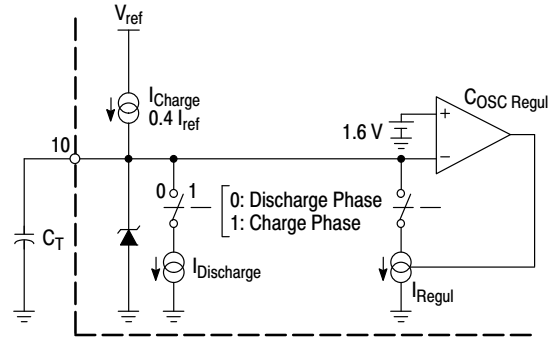 Vref
ICharge
0.4 Iref
COSC Regul
1.6 V
+
−
10
0 1
0: Discharge Phase
1: Charge Phase
CT
IDischarge
IRegul